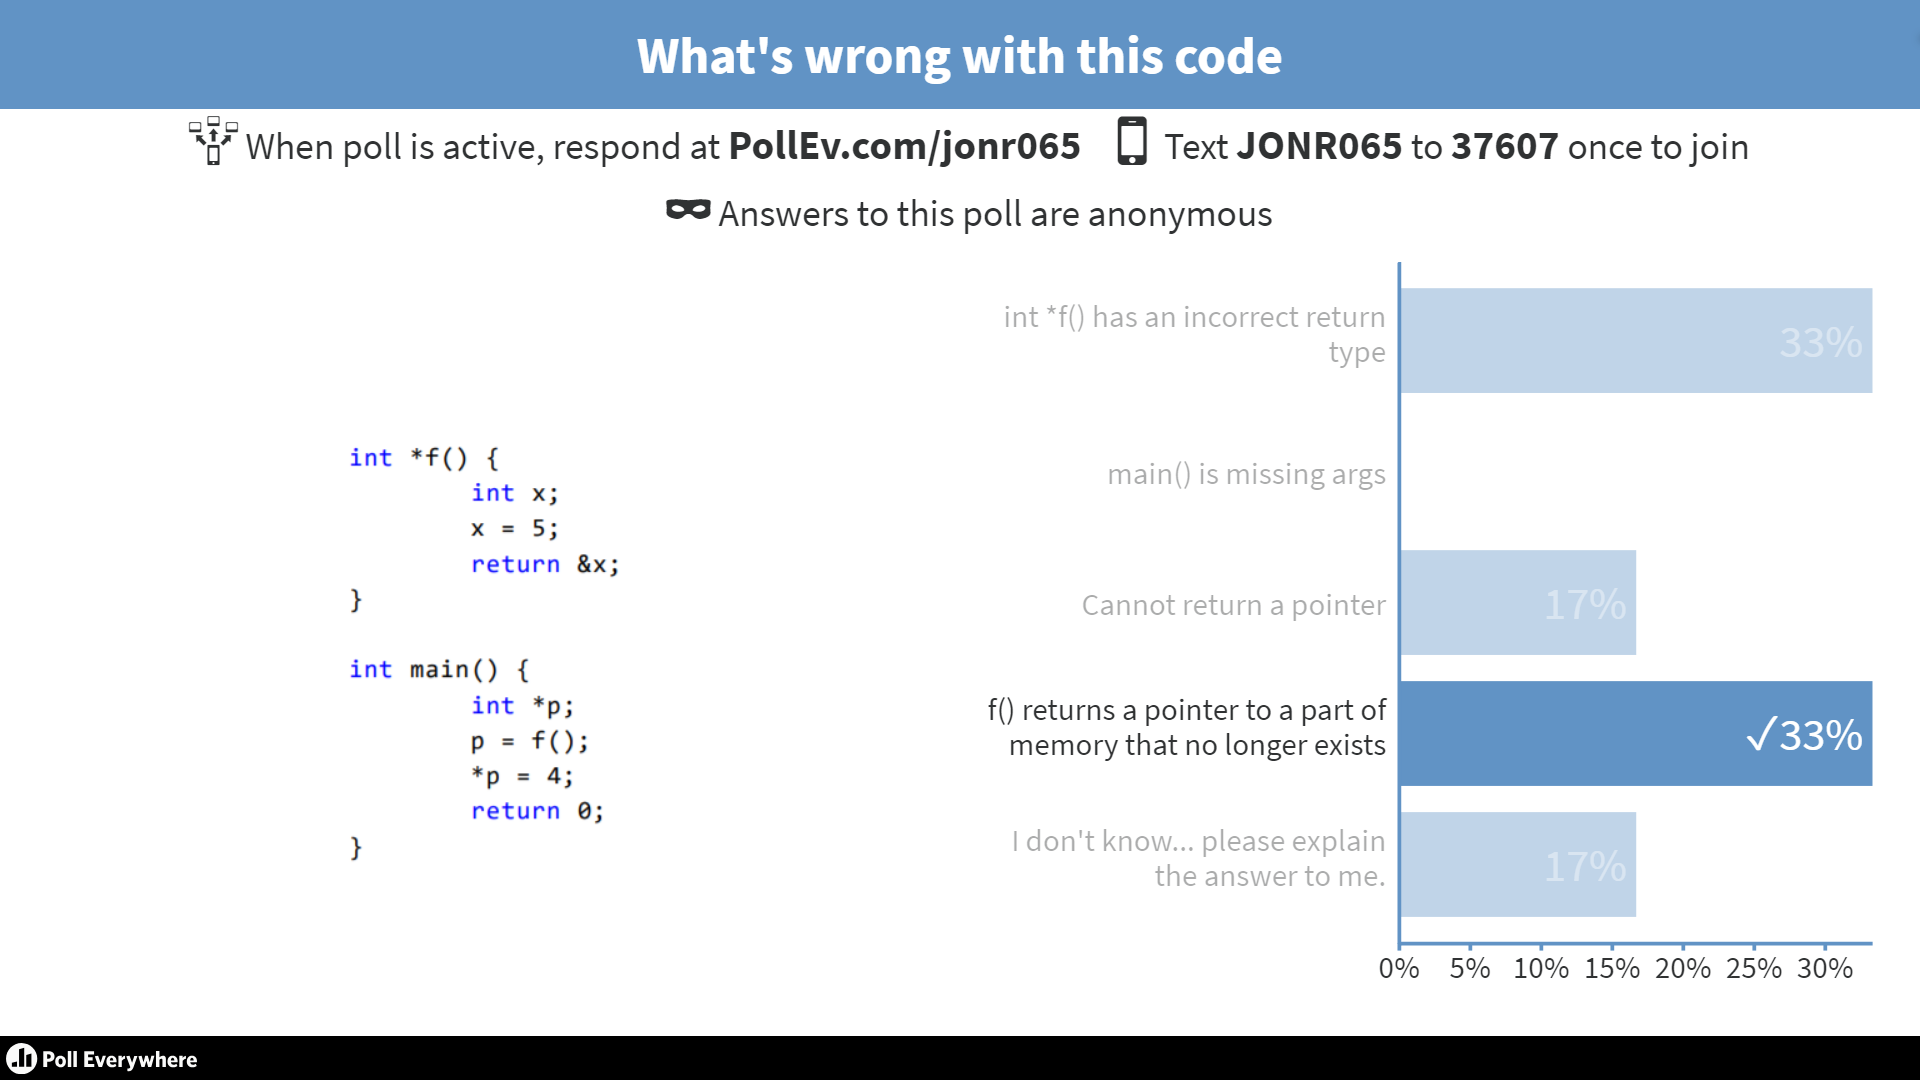 What's wrong with this code
When poll is active, respond at PollEv.com/jonr065 Text JONR065 to 37607 once to join
Answers to this poll are anonymous
int *f() {
int x;
x = 5;
return &x;
}
int main() {
int *p;
p = f();
*p = 4;
return 0;
}
int *f() has an incorrect return
type
33%
main() is missing args
Cannot return a pointer
17%
f() returns a pointer to a part of
memory that no longer exists
✓33%
I don't know... please explain
the answer to me.
17%
0% 5% 10% 15% 20% 25% 30%
Poll Everywhere